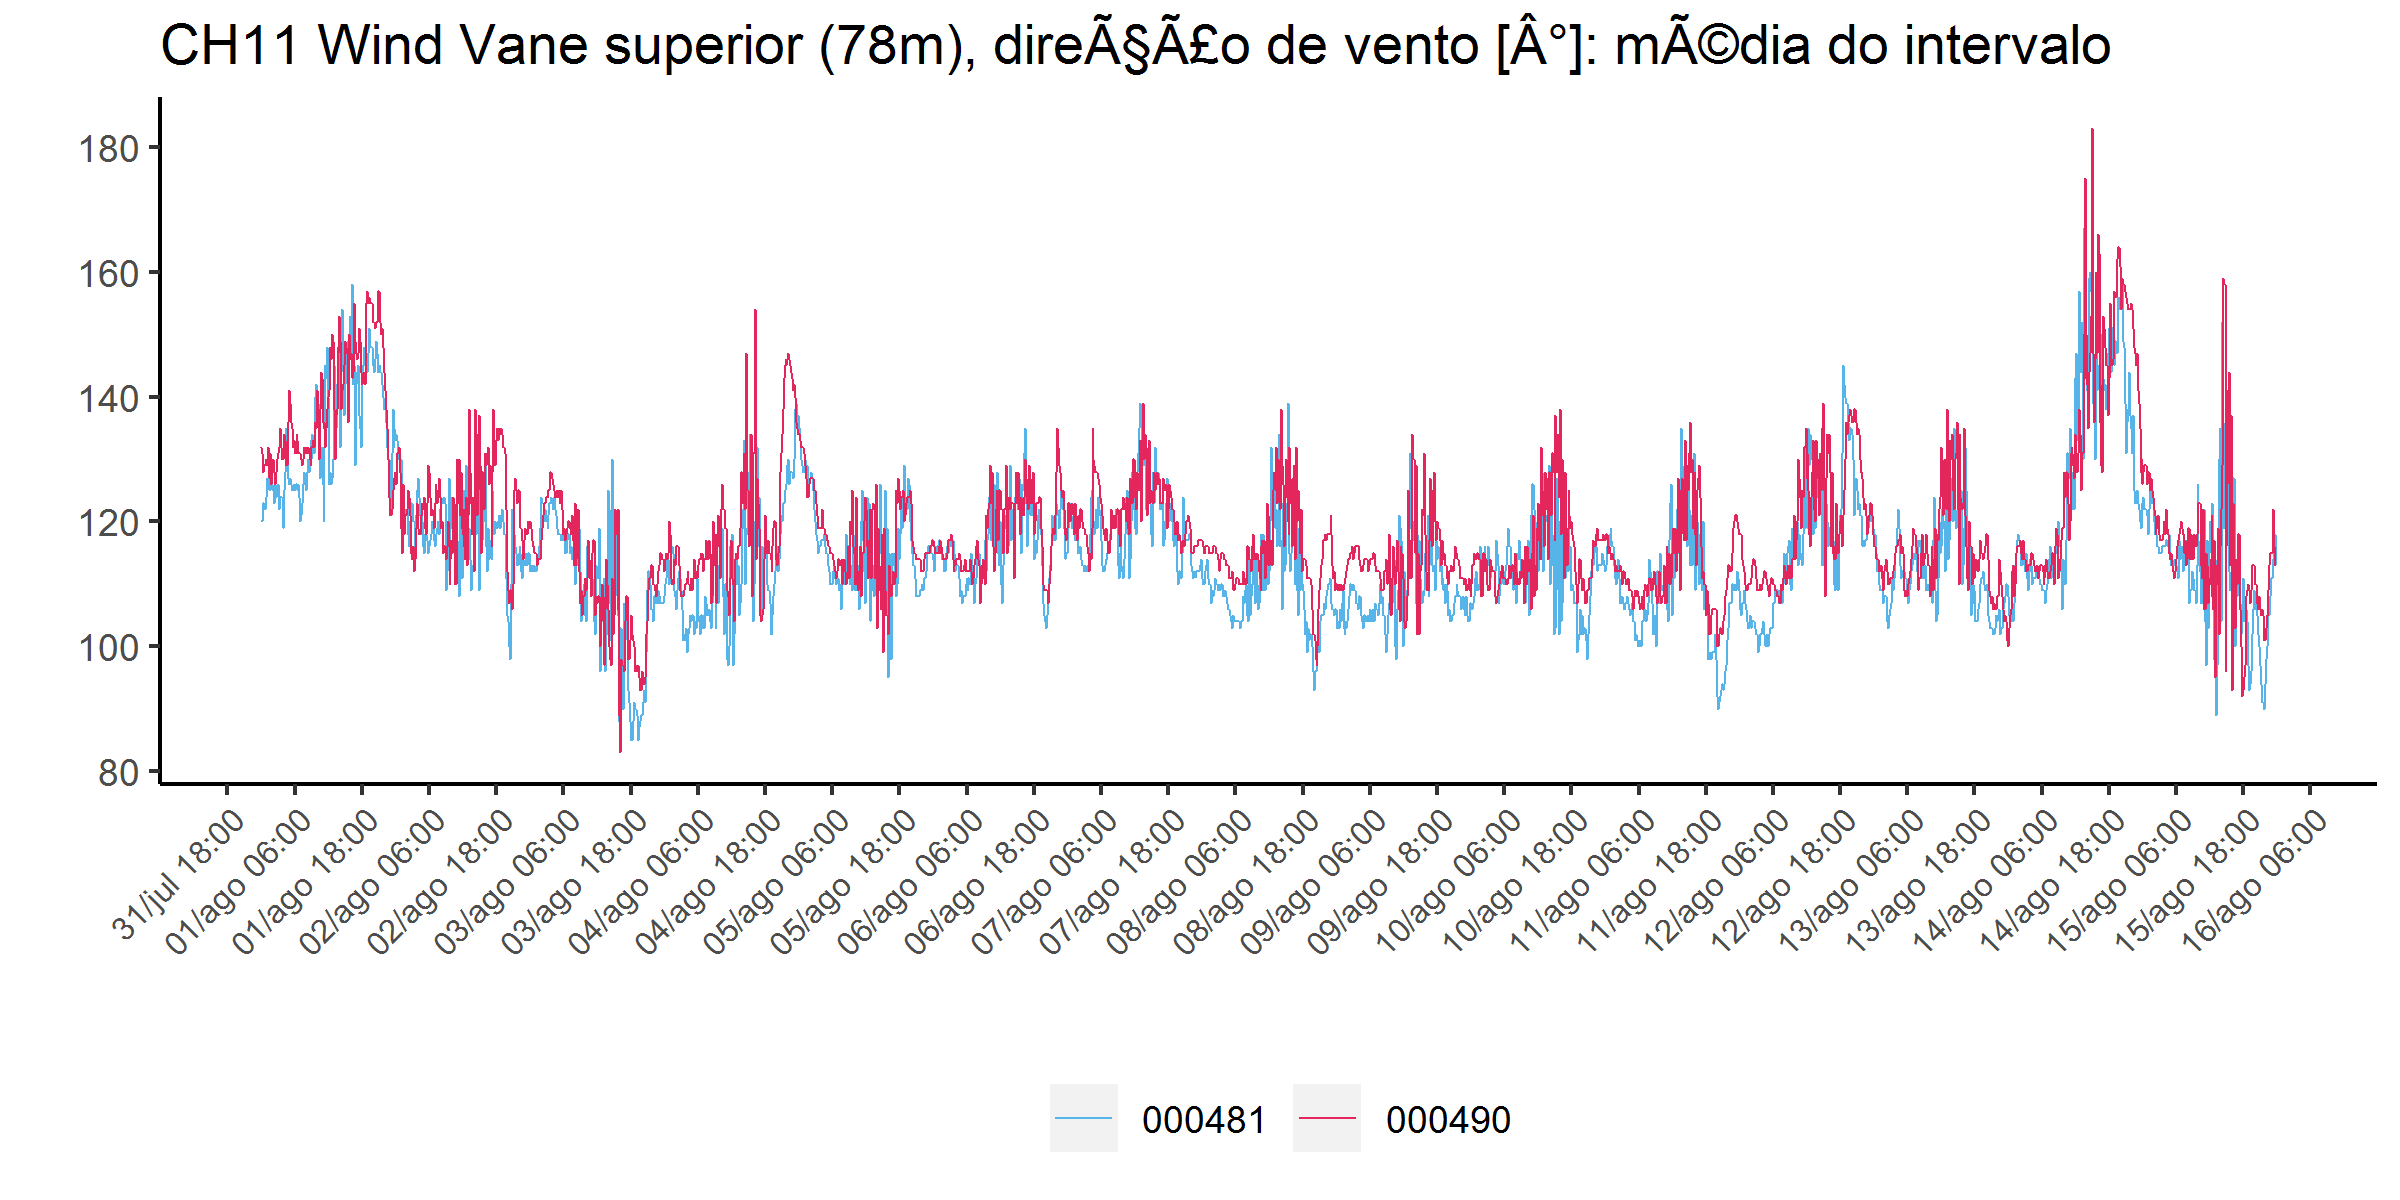 CH11 Wind Vane superior (78m), direÃ§Ã£o de vento [Â°]: mÃ©dia do intervalo
180
160
140
120
100
80
31/jul 18:00
01/ago 06:00
01/ago 18:00
02/ago 06:00
02/ago 18:00
03/ago 06:00
03/ago 18:00
04/ago 06:00
04/ago 18:00
05/ago 06:00
05/ago 18:00
06/ago 06:00
06/ago 18:00
07/ago 06:00
07/ago 18:00
08/ago 06:00
08/ago 18:00
09/ago 06:00
09/ago 18:00
10/ago 06:00
10/ago 18:00
11/ago 06:00
11/ago 18:00
12/ago 06:00
12/ago 18:00
13/ago 06:00
13/ago 18:00
14/ago 06:00
14/ago 18:00
15/ago 06:00
15/ago 18:00
16/ago 06:00
000481
000490